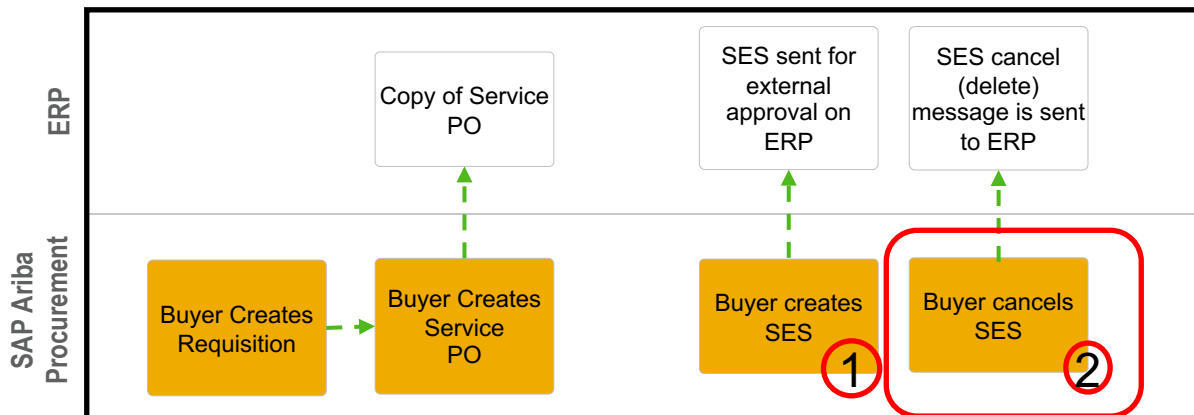 ERP
Copy of Service
PO
SES sent for
external
approval on
ERP
SES cancel
(delete)
message is sent
to ERP
SAP Ariba
Procurement
Buyer Creates
Requisition
Buyer Creates
Service
PO
Buyer creates
SES
1
Buyer cancels
SES
2